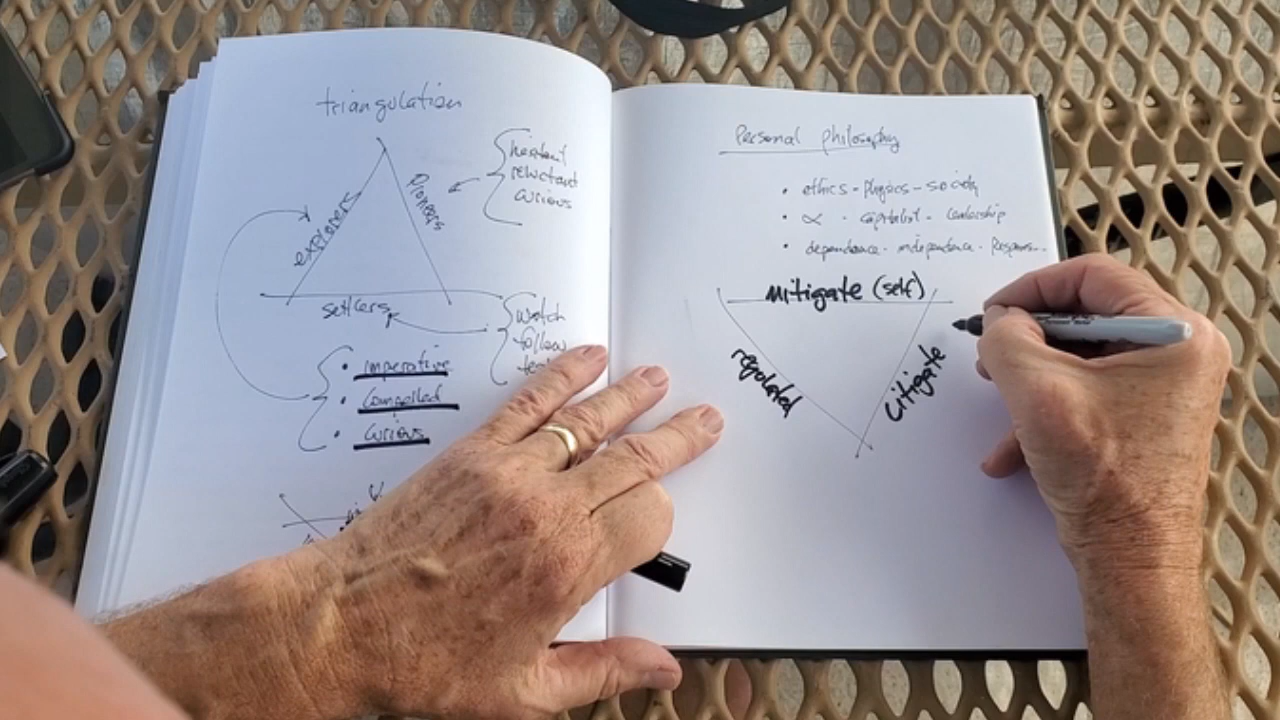 triangulation
explorers
Pioneers
hesitant
reluctant
curious
settlers
watch
follow
• imperative
• Compelled
• Curious
Personal philosophy
• ethics - physics - society
• ∝ - capitalist - leadership
• dependence - independence -
mitigate (self)
regulated
Litigate